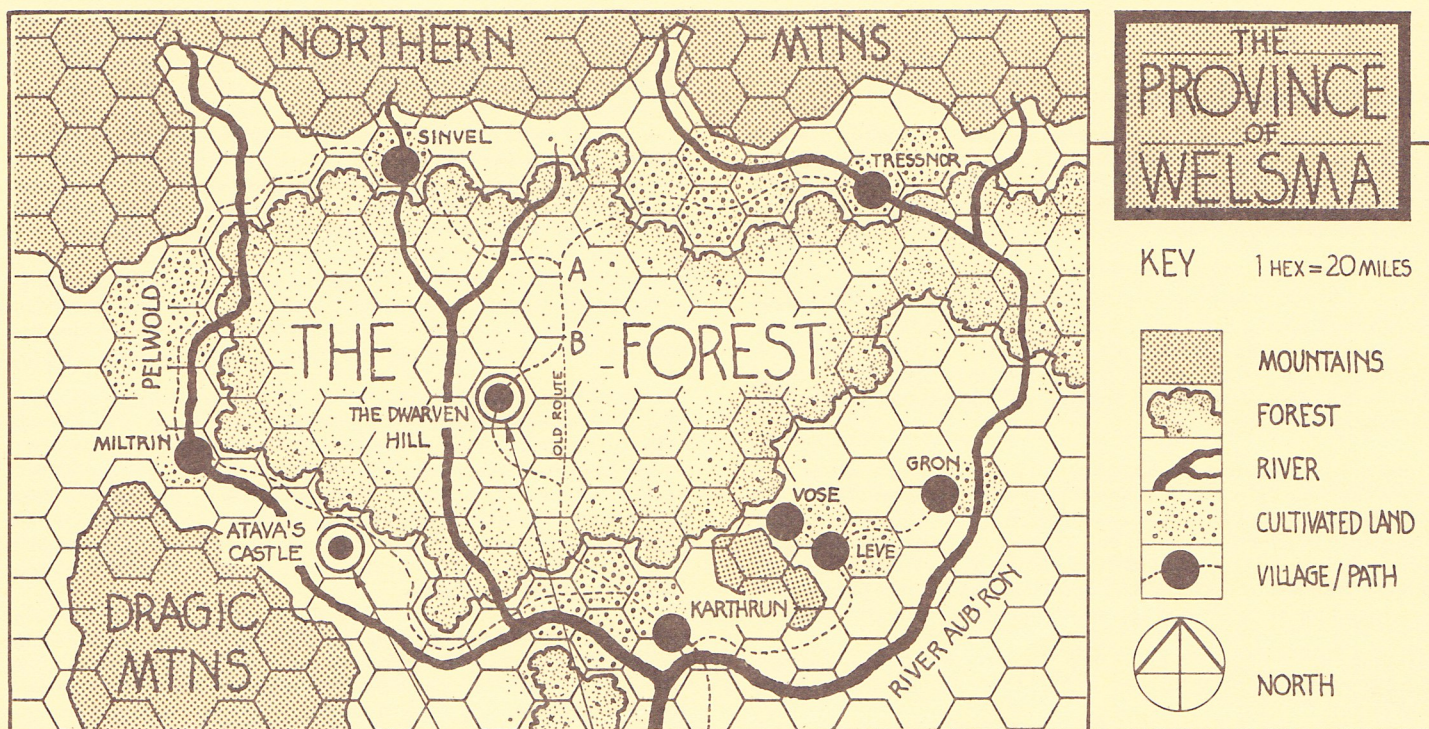 NORTHERN MTNS
SINVEL
TRESSNOR
A
PELWOLD
B
THE FOREST
THE DWARVEN
HILL
OLD ROUTE
MILTRIN
GRON
VOSE
ATAVA'S
CASTLE
LEVE
KARTHRUN
DRAGIC
MTNS
RIVER AUB'RON
THE
PROVINCE
OF
WELSMA
KEY 1 HEX = 20 MILES
MOUNTAINS
FOREST
RIVER
CULTIVATED LAND
VILLAGE / PATH
NORTH